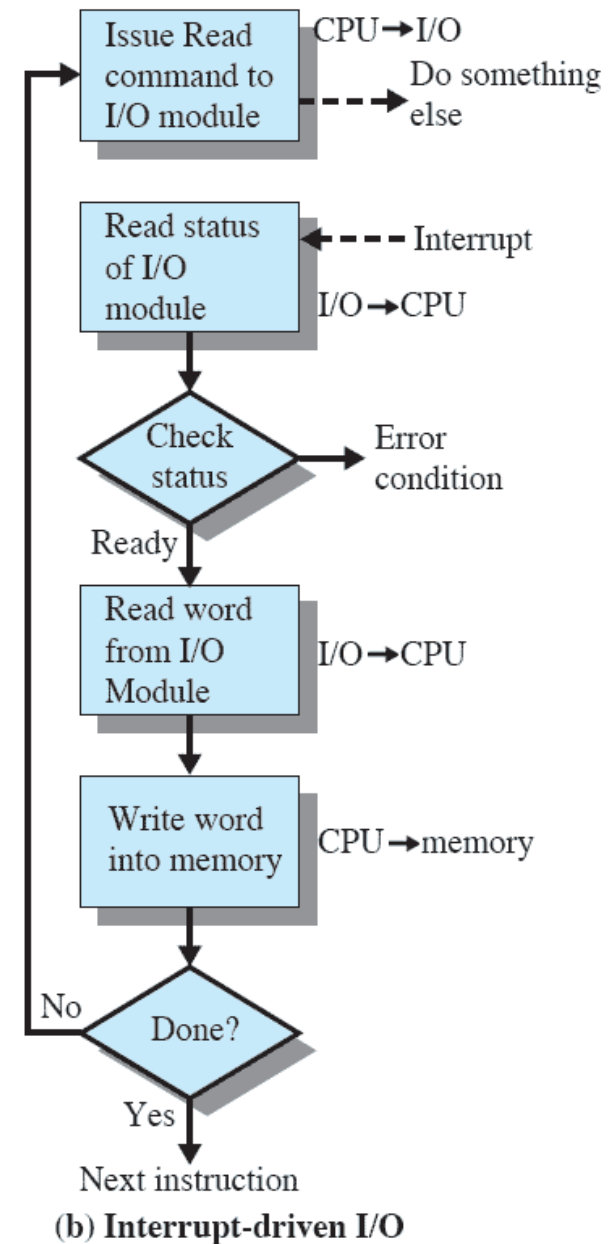 Issue Read
command to
I/O module
CPU→I/O
Do something
else
Read status
of I/O
module
Interrupt
I/O→CPU
Check
status
Error
condition
Ready
Read word
from I/O
Module
I/O→CPU
Write word
into memory
CPU→memory
No
Done?
Yes
Next instruction
(b) Interrupt-driven I/O